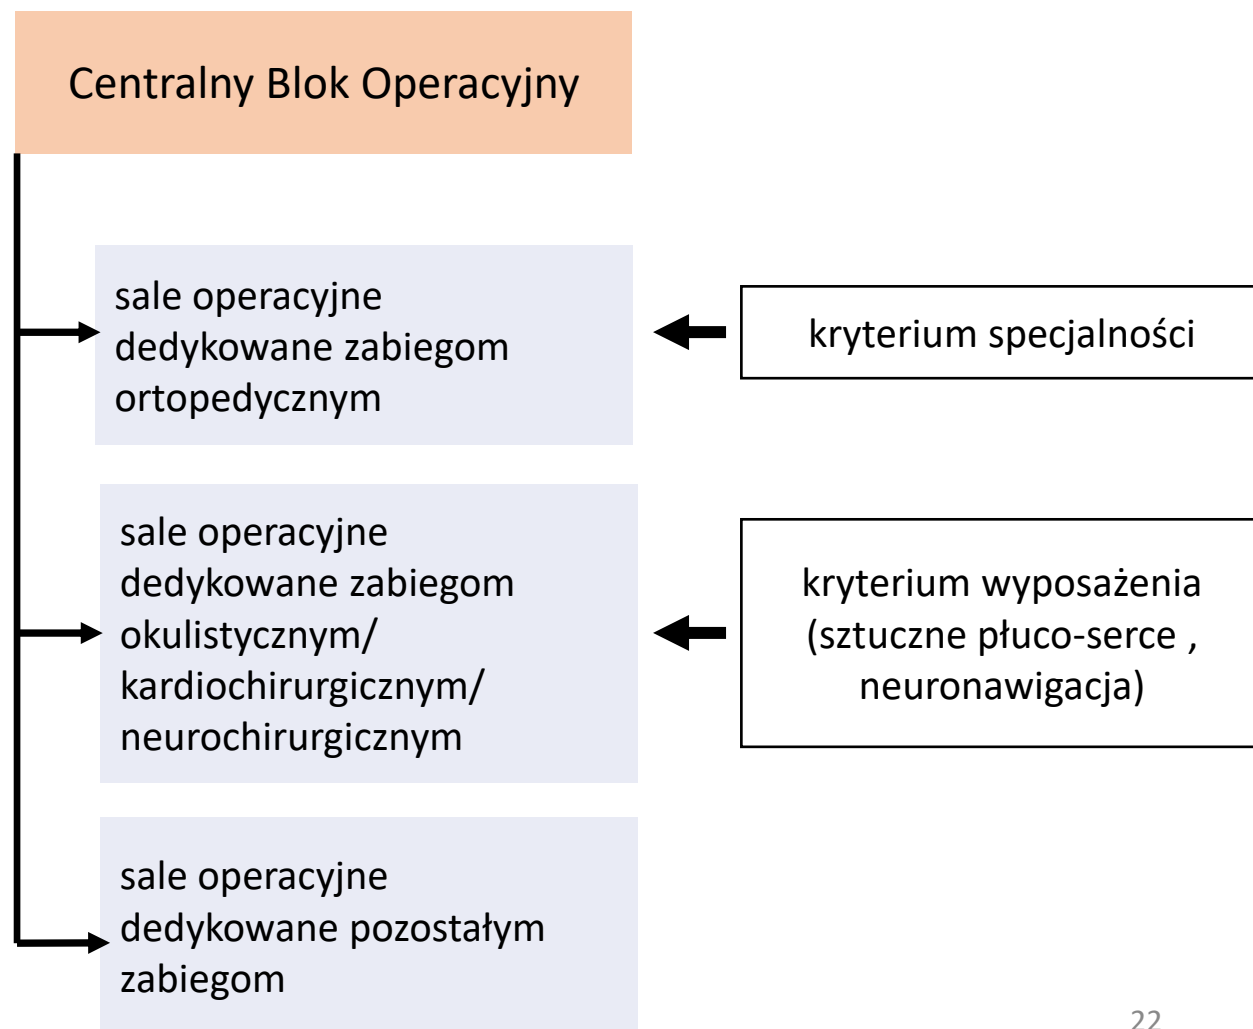 Centralny Blok Operacyjny
sale operacyjne
dedykowane zabiegom
ortopedycznym
kryterium specjalności
sale operacyjne
dedykowane zabiegom
okulistycznym/
kardiochirurgicznym/
neurochirurgicznym
kryterium wyposażenia
(sztuczne płuco-serce ,
neuronawigacja)
sale operacyjne
dedykowane pozostałym
zabiegom
22